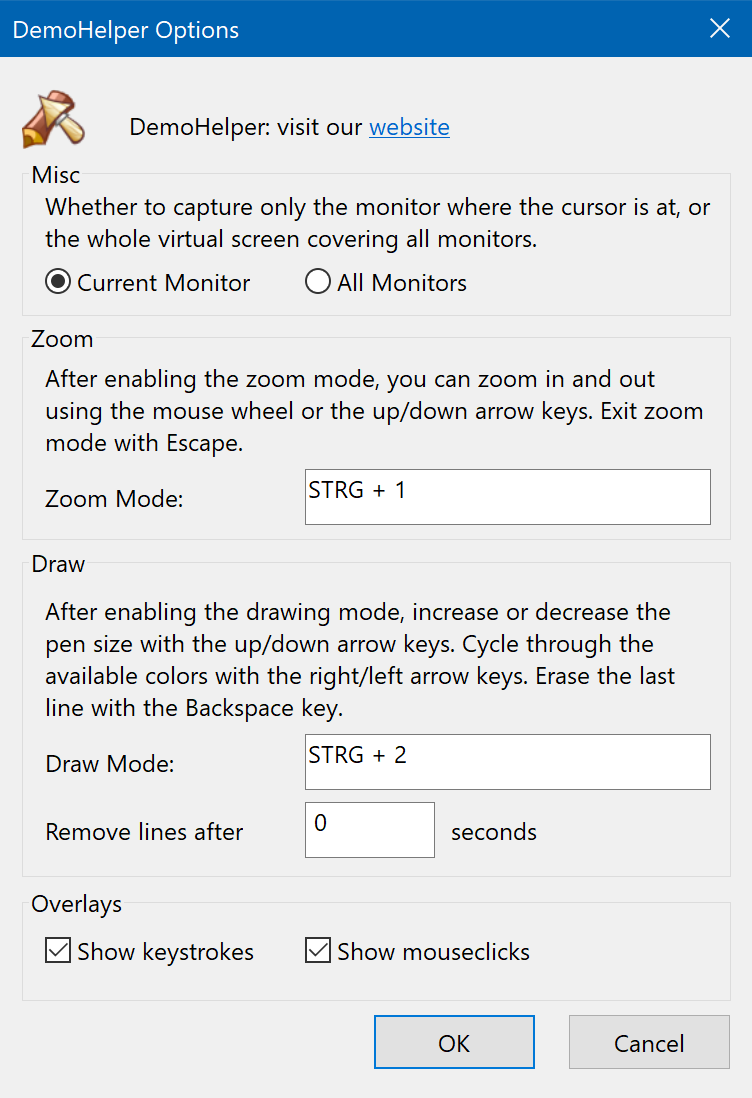 DemoHelper Options
DemoHelper: visit our website
Misc
Whether to capture only the monitor where the cursor is at, or
the whole virtual screen covering all monitors.
Current Monitor All Monitors
Zoom
After enabling the zoom mode, you can zoom in and out
using the mouse wheel or the up/down arrow keys. Exit zoom
mode with Escape.
Zoom Mode: STRG + 1
Draw
After enabling the drawing mode, increase or decrease the
pen size with the up/down arrow keys. Cycle through the
available colors with the right/left arrow keys. Erase the last
line with the Backspace key.
Draw Mode: STRG + 2
Remove lines after 0 seconds
Overlays
Show keystrokes Show mouseclicks
OK Cancel